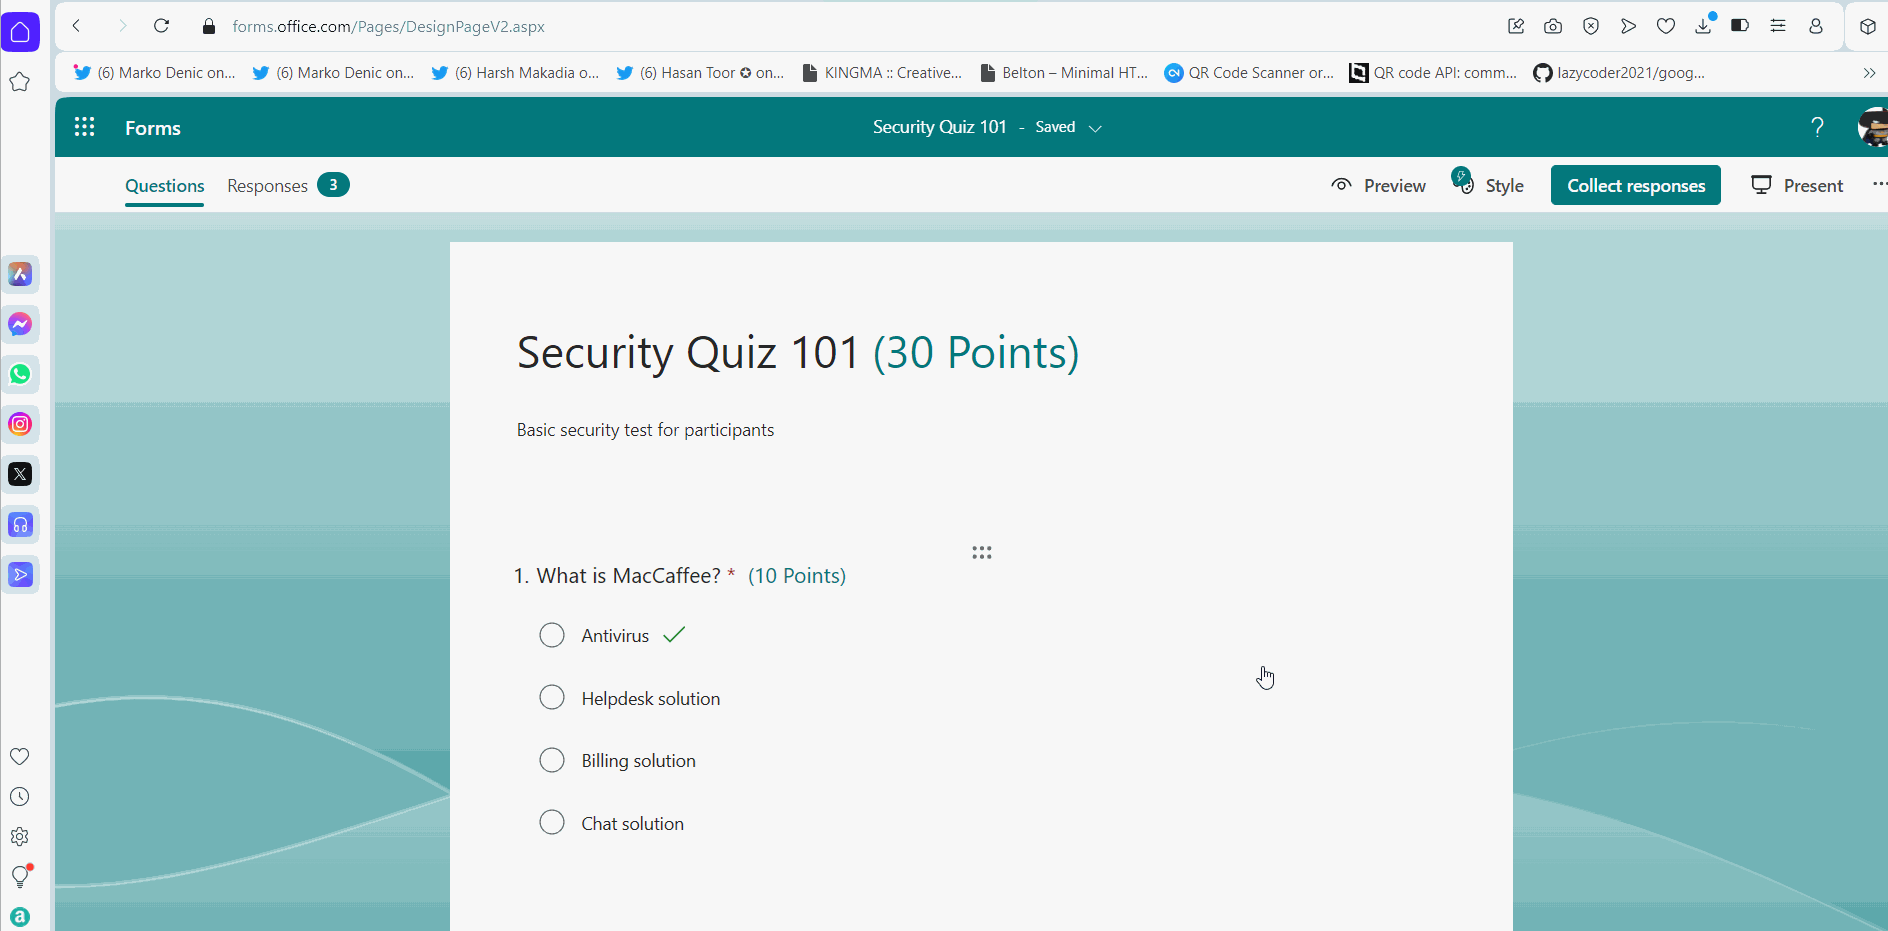 forms.office.com/Pages/DesignPageV2.aspx
(6) Marko Denic on... (6) Marko Denic on... (6) Harsh Makadia o... (6) Hasan Toor ✪ on... KINGMA :: Creative... Belton – Minimal HT... QR Code Scanner or... QR code API: comm... lazycoder2021/goog...
Forms
Security Quiz 101 - Saved
?
Questions Responses 3
Preview Style Collect responses Present ...
Security Quiz 101 (30 Points)
Basic security test for participants
1. What is MacCaffee? * (10 Points)
Antivirus
Helpdesk solution
Billing solution
Chat solution
a